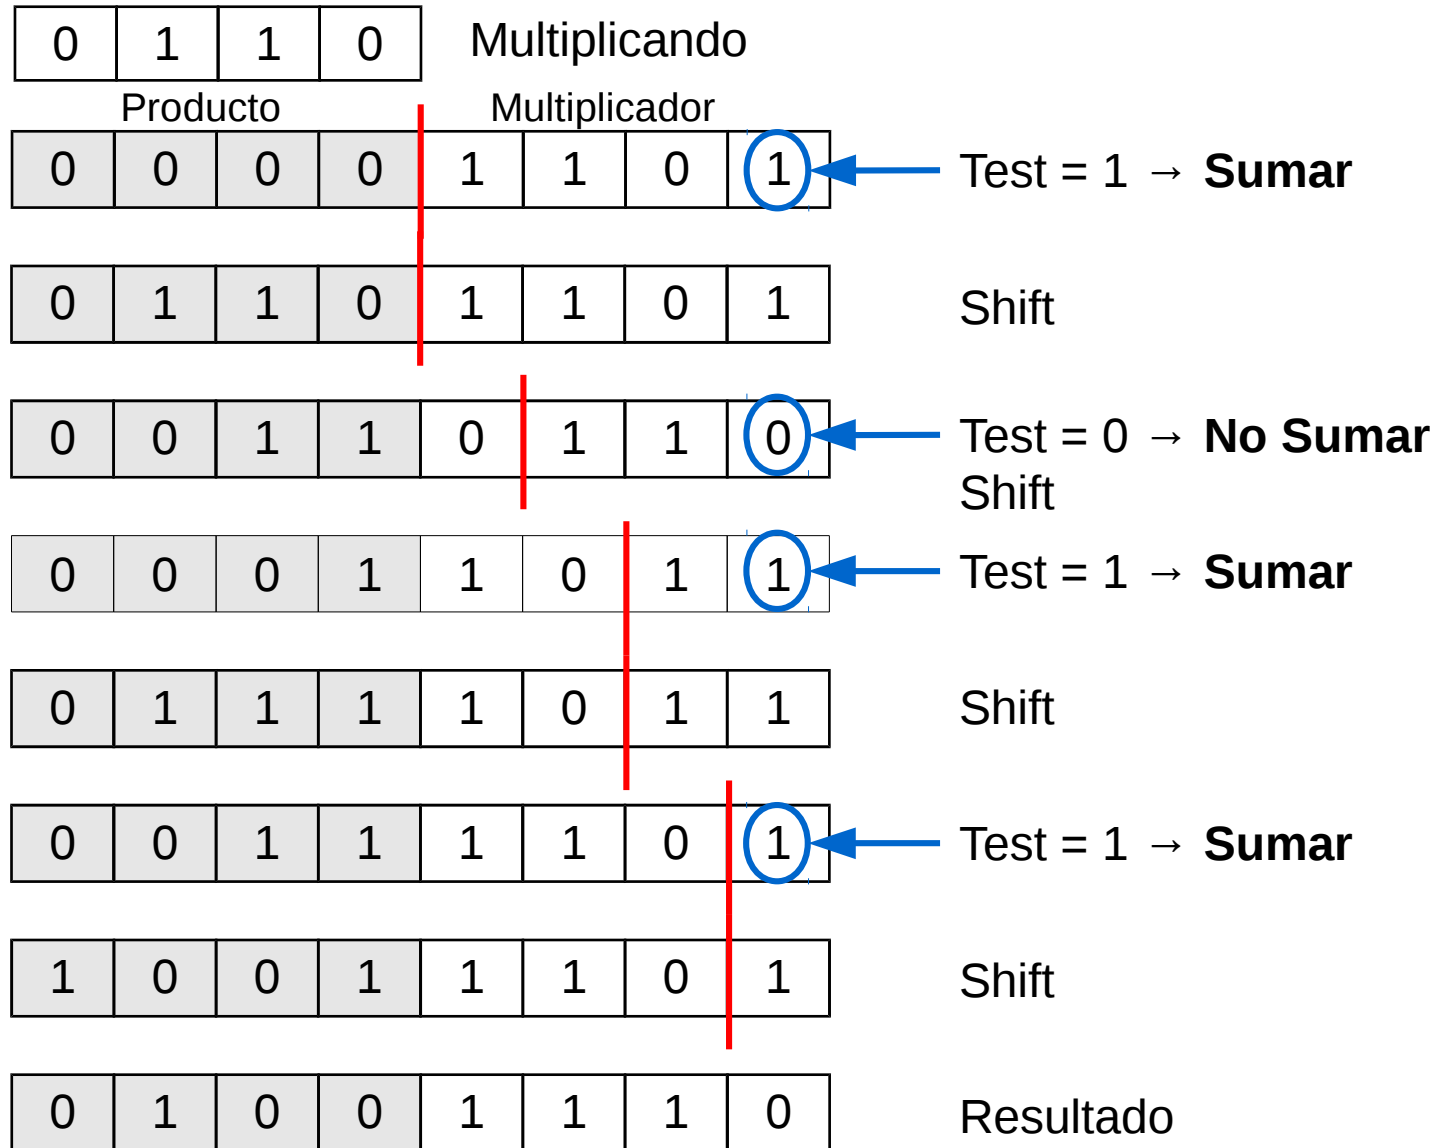 0 1 1 0 Multiplicando
Producto Multiplicador
0 0 0 0 1 1 0 1 Test = 1 → Sumar
0 1 1 0 1 1 0 1 Shift
0 0 1 1 0 1 1 0 Test = 0 → No Sumar
Shift
0 0 0 1 1 0 1 1 Test = 1 → Sumar
0 1 1 1 1 0 1 1 Shift
0 0 1 1 1 1 0 1 Test = 1 → Sumar
1 0 0 1 1 1 0 1 Shift
0 1 0 0 1 1 1 0 Resultado